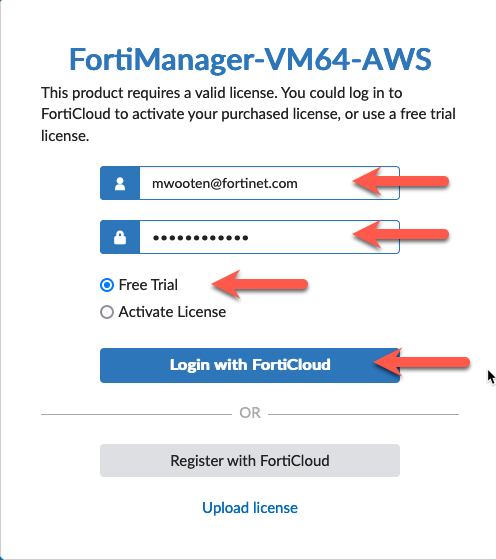 FortiManager-VM64-AWS
This product requires a valid license. You could log in to
FortiCloud to activate your purchased license, or use a free trial
license.
mwooten@fortinet.com
••••••••••••
Free Trial
Activate License
Login with FortiCloud
OR
Register with FortiCloud
Upload license